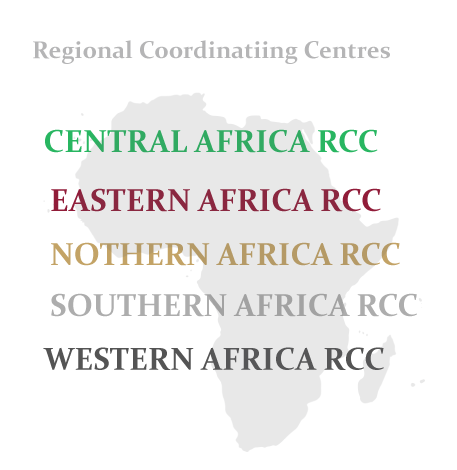 Regional Coordinatiing Centres
CENTRAL AFRICA RCC
EASTERN AFRICA RCC
NOTHERN AFRICA RCC
SOUTHERN AFRICA RCC
WESTERN AFRICA RCC